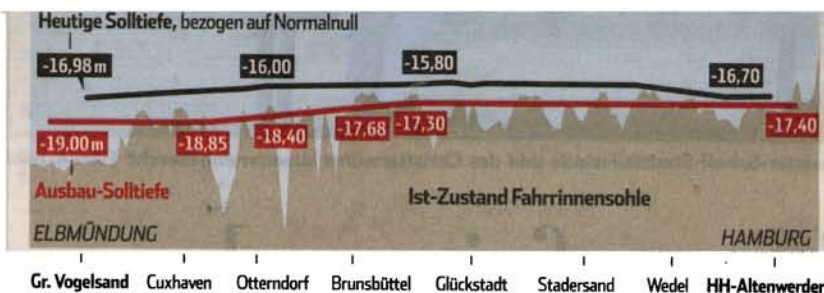 Heutige Solltiefe, bezogen auf Normalnull
-16,98 m -16,00 -15,80 -16,70
-19,00 m -18,85 -18,40 -17,68 -17,30 -17,40
Ausbau-Solltiefe Ist-Zustand Fahrrinnensohle
ELBMÜNDUNG HAMBURG
Gr. Vogelsand Cuxhaven Otterndorf Brunsbüttel Glückstadt Stadersand Wedel HH-Altenwerder